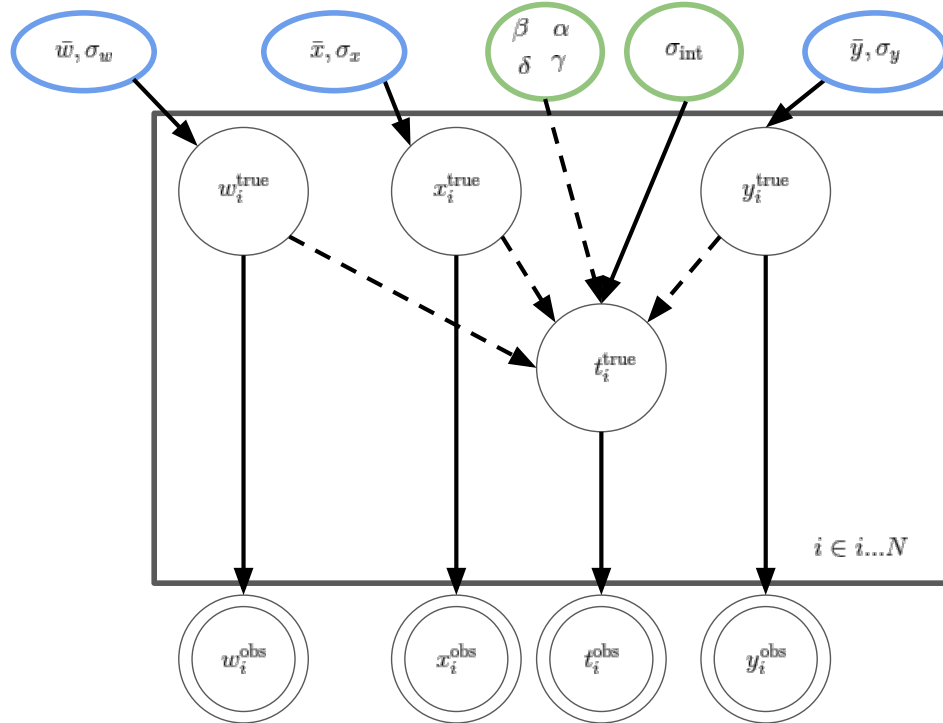 w̄, σ_w
x̄, σ_x
β α
δ γ
σ_int
ȳ, σ_y
w_i^true
x_i^true
y_i^true
t_i^true
i ∈ i...N
w_i^obs
x_i^obs
t_i^obs
y_i^obs